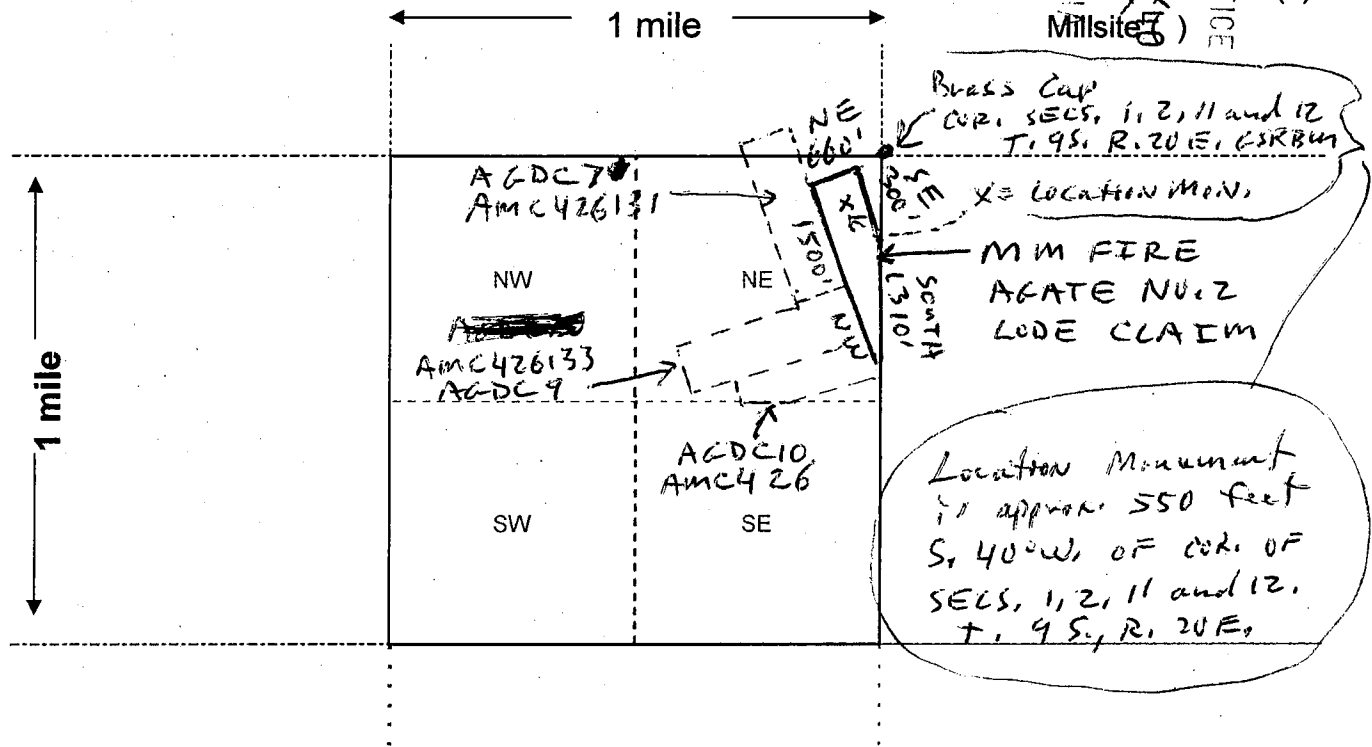 1 mile
Millsite ( )
ICE
Brass Cap
COR. SECS. 1, 2, 11 and 12
T. 9 S. R. 20 E. GSRBM
X = Location Mon.
NE
660'
SE
300'
AGDC7
AMC426131
X
1500'
MM FIRE
AGATE NO. 2
LODE CLAIM
NW
NE
SOUTH
1310'
NW
AMC426133
AGDC9
1 mile
AGDC10
AMC426
SW
SE
Location Monument
is approx. 550 feet
S. 40° W. OF COR. OF
SECS. 1, 2, 11 and 12.
T. 9 S., R. 20 E.